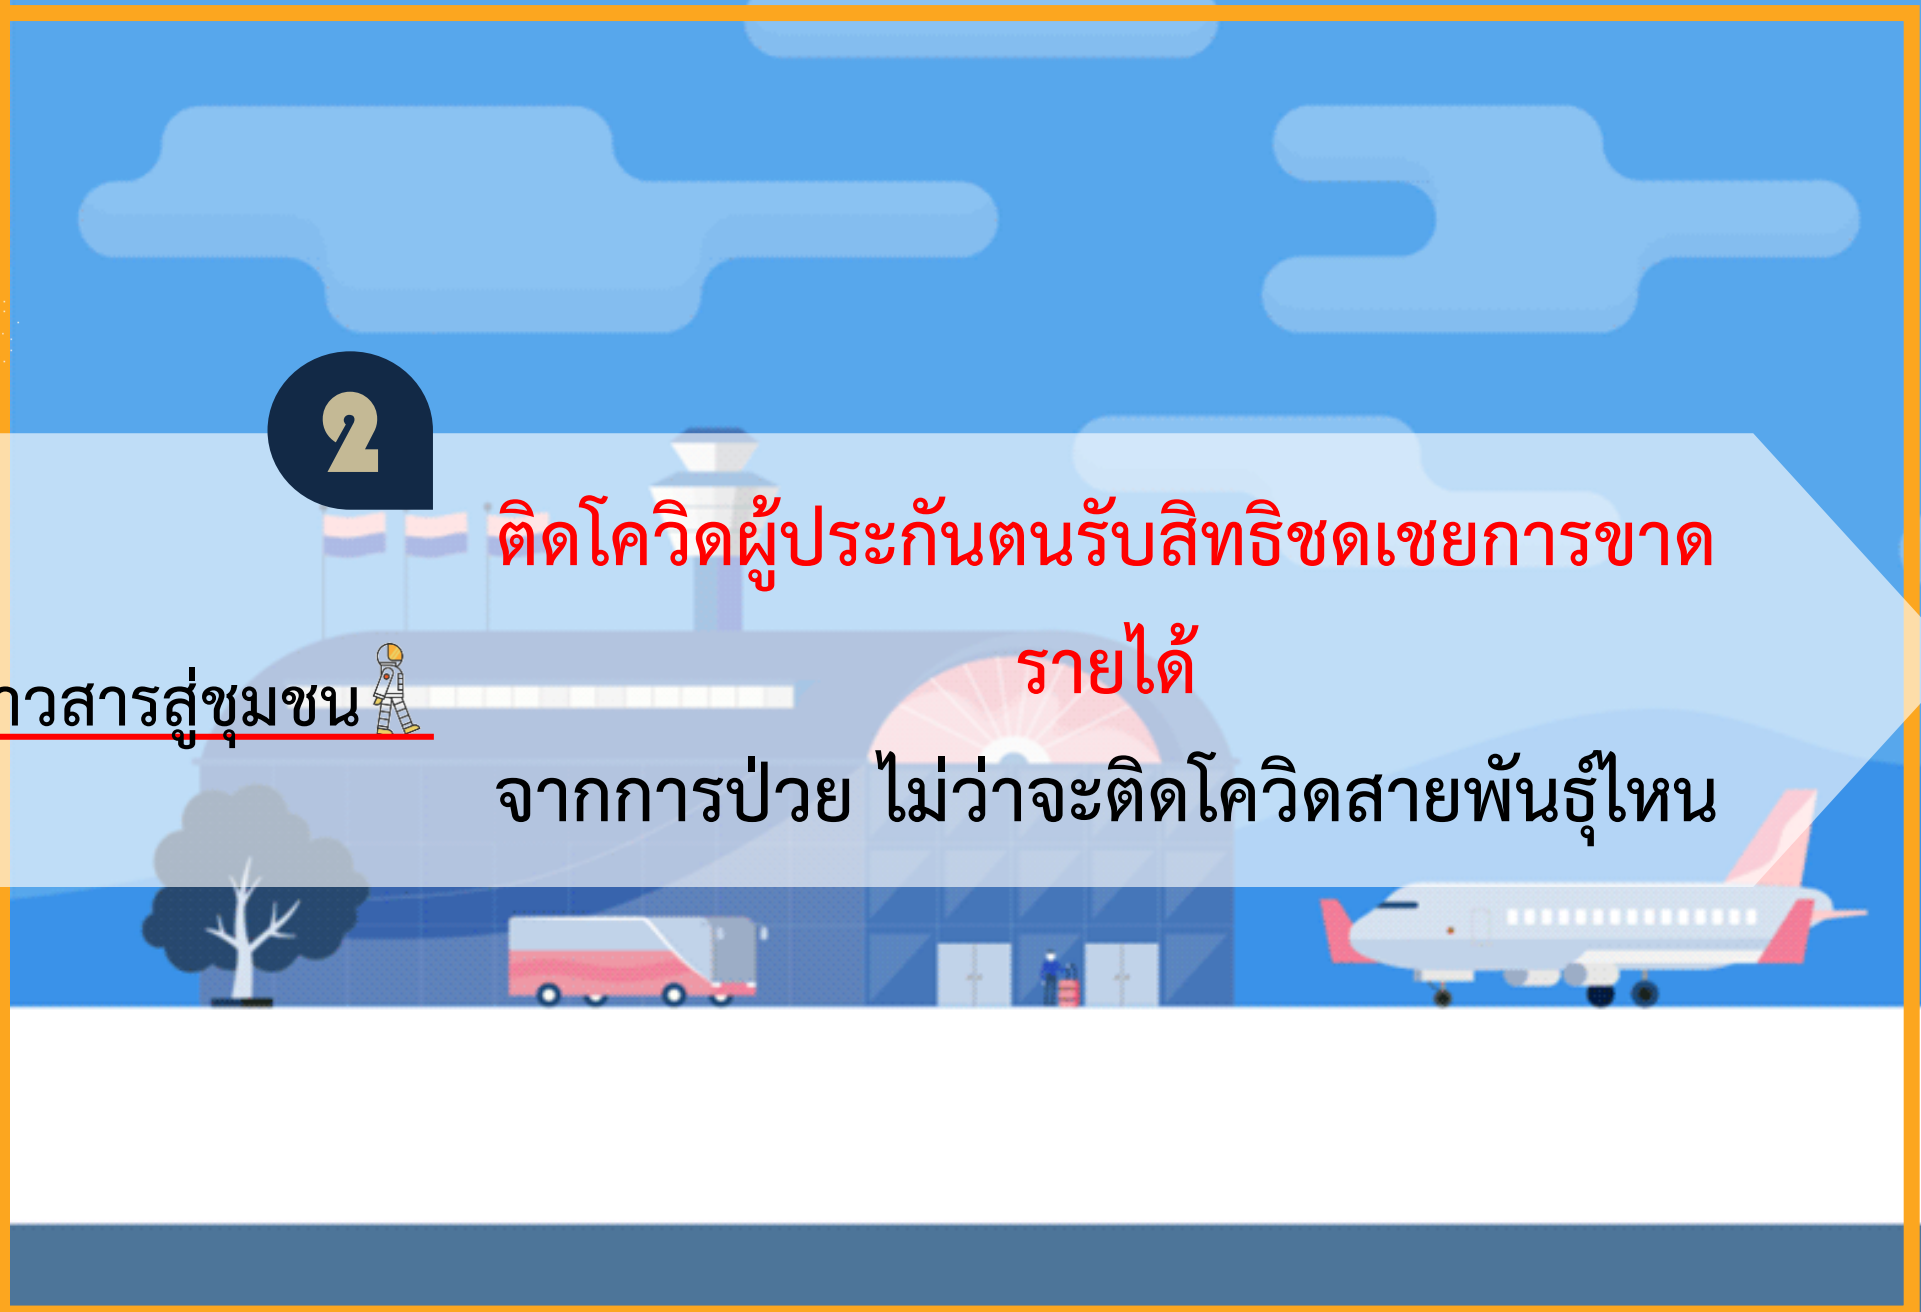 2
ติดโควิดผู้ประกันตนรับสิทธิชดเชยการขาด
รายได้
าวสารสู่ชุมชน
จากการป่วย ไม่ว่าจะติดโควิดสายพันธุ์ไหน